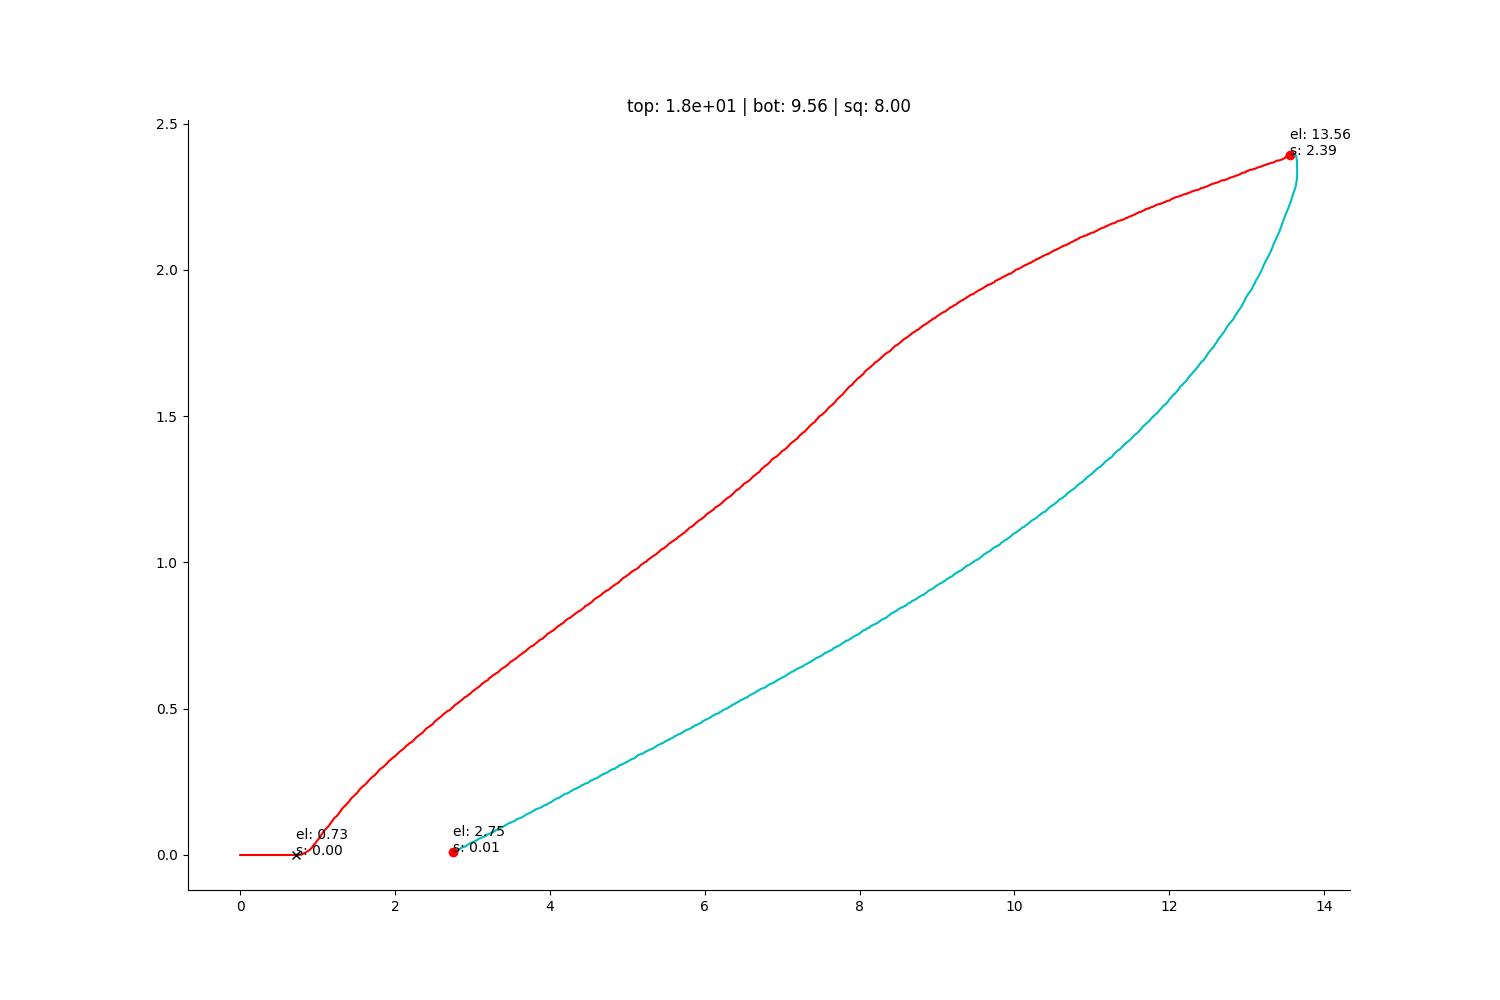 top: 1.8e+01 | bot: 9.56 | sq: 8.00
2.5
el: 13.56
s: 2.39
2.0
1.5
1.0
0.5
el: 0.73
s: 0.00
el: 2.75
s: 0.01
0.0
0 2 4 6 8 10 12 14